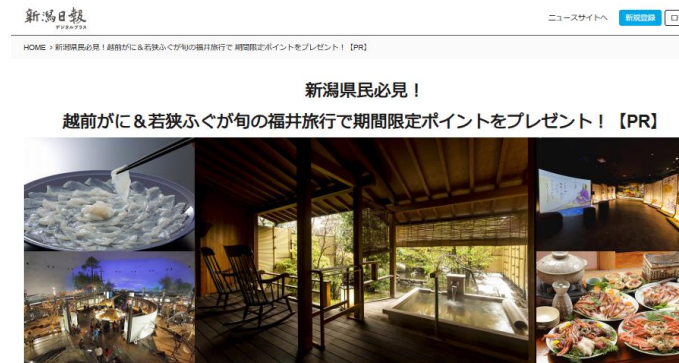 新潟日報
デジタルプラス
ニュースサイトへ
新規登録
HOME › 新潟県民必見！越前がに＆若狭ふぐが旬の福井旅行で 期間限定ポイントをプレゼント！【PR】
新潟県民必見！
越前がに＆若狭ふぐが旬の福井旅行で期間限定ポイントをプレゼント！【PR】